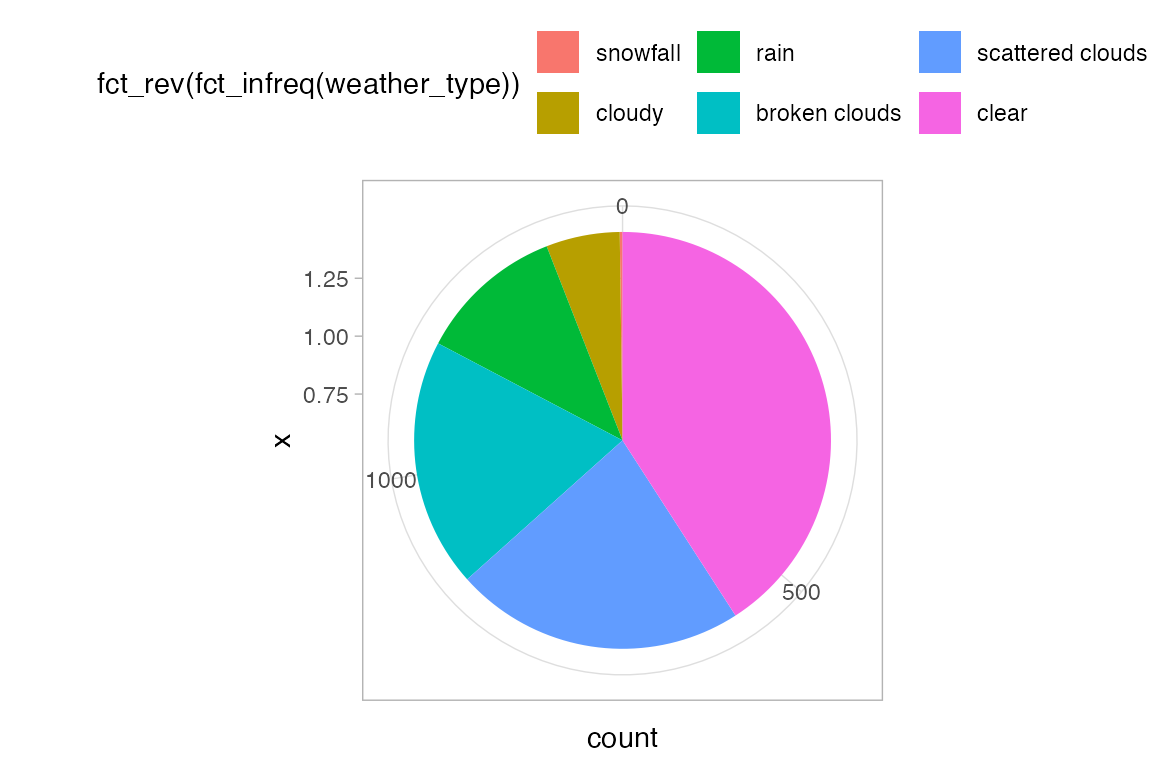 fct_rev(fct_infreq(weather_type))
snowfall
rain
scattered clouds
cloudy
broken clouds
clear
0
1.25
1.00
0.75
x
1000
500
count